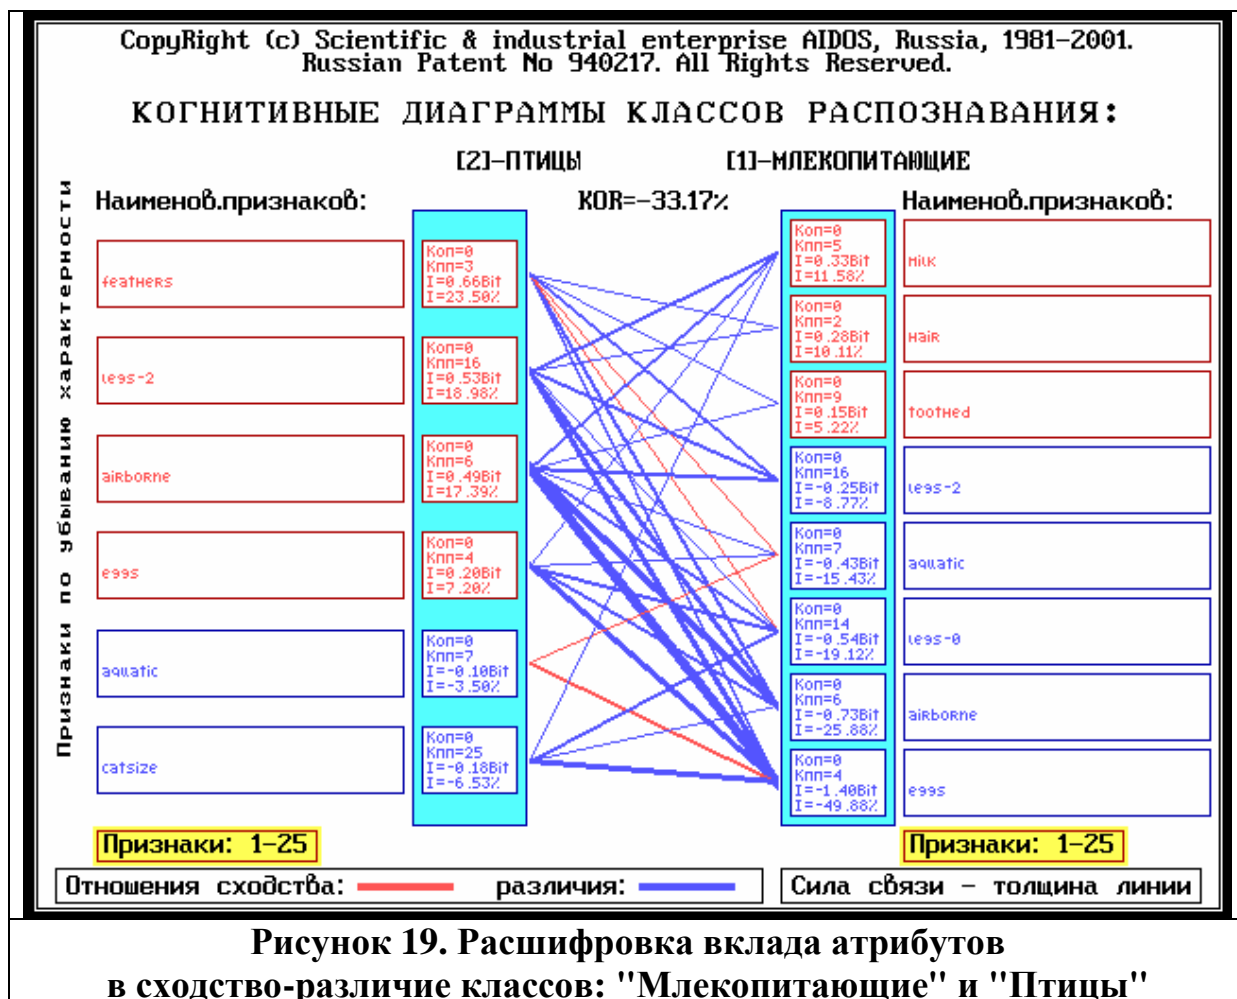 CopyRight (c) Scientific & industrial enterprise AIDOS, Russia, 1981-2001.
Russian Patent No 940217. All Rights Reserved.
КОГНИТИВНЫЕ ДИАГРАММЫ КЛАССОВ РАСПОЗНАВАНИЯ:
[2]-ПТИЦЫ [1]-МЛЕКОПИТАЮЩИЕ
Наименов.признаков: KOR=-33.17% Наименов.признаков:
Признаки по убыванию характерности
feathers
Коп=0
Кпп=3
I=0.66Bit
I=23.50%
legs-2
Коп=0
Кпп=16
I=0.53Bit
I=18.98%
airborne
Коп=0
Кпп=6
I=0.49Bit
I=17.39%
eggs
Коп=0
Кпп=4
I=0.20Bit
I=7.20%
aquatic
Коп=0
Кпп=7
I=-0.10Bit
I=-3.50%
catsize
Коп=0
Кпп=25
I=-0.18Bit
I=-6.53%
Коп=0
Кпп=5
I=0.33Bit
I=11.58%
Milk
Коп=0
Кпп=2
I=0.28Bit
I=10.11%
Hair
Коп=0
Кпп=9
I=0.15Bit
I=5.22%
toothed
Коп=0
Кпп=16
I=-0.25Bit
I=-8.77%
legs-2
Коп=0
Кпп=7
I=-0.43Bit
I=-15.43%
aquatic
Коп=0
Кпп=14
I=-0.54Bit
I=-19.12%
legs-0
Коп=0
Кпп=6
I=-0.73Bit
I=-25.88%
airborne
Коп=0
Кпп=4
I=-1.40Bit
I=-49.88%
eggs
Признаки: 1-25 Признаки: 1-25
Отношения сходства: различия: Сила связи - толщина линии
Рисунок 19. Расшифровка вклада атрибутов
в сходство-различие классов: "Млекопитающие" и "Птицы"